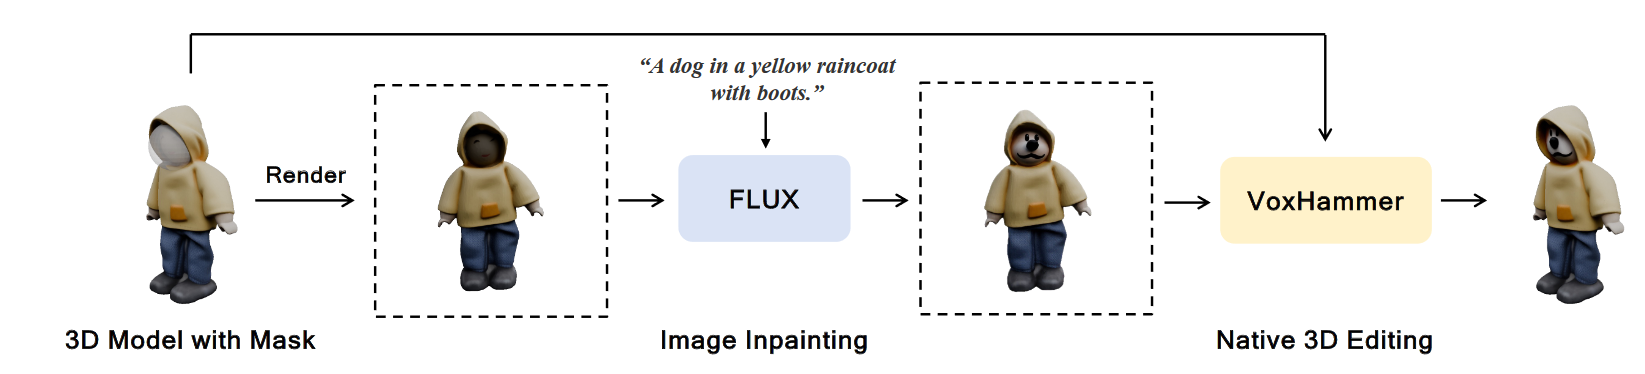 “A dog in a yellow raincoat
with boots.”
Render
FLUX
VoxHammer
3D Model with Mask
Image Inpainting
Native 3D Editing